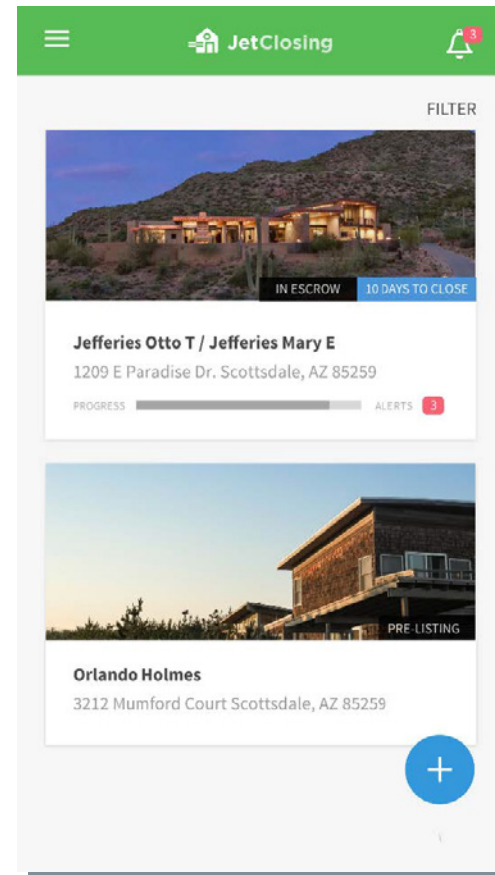 JetClosing
3
FILTER
IN ESCROW 10 DAYS TO CLOSE
Jefferies Otto T / Jefferies Mary E
1209 E Paradise Dr. Scottsdale, AZ 85259
PROGRESS ALERTS 3
PRE-LISTING
Orlando Holmes
3212 Mumford Court Scottsdale, AZ 85259
+